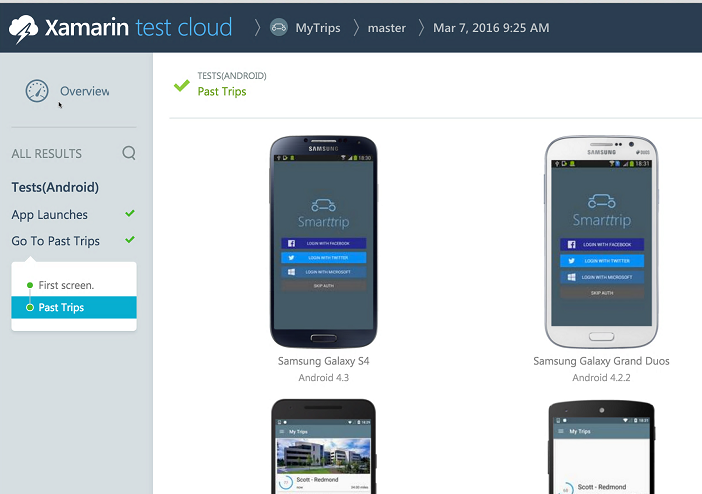 Xamarin test cloud
MyTrips
master
Mar 7, 2016 9:25 AM
Overview
ALL RESULTS
Tests(Android)
App Launches
Go To Past Trips
First screen.
Past Trips
TESTS(ANDROID)
Past Trips
SAMSUNG
18:30
Smarttrip
LOGIN WITH FACEBOOK
LOGIN WITH TWITTER
LOGIN WITH MICROSOFT
SKIP AUTH
Samsung Galaxy S4
Android 4.3
SAMSUNG
DUOS
18:31
Smarttrip
LOGIN WITH FACEBOOK
LOGIN WITH TWITTER
LOGIN WITH MICROSOFT
SKIP AUTH
Samsung Galaxy Grand Duos
Android 4.2.2
My Trips
Scott - Redmond
now
My Trips
Scott - Redmond